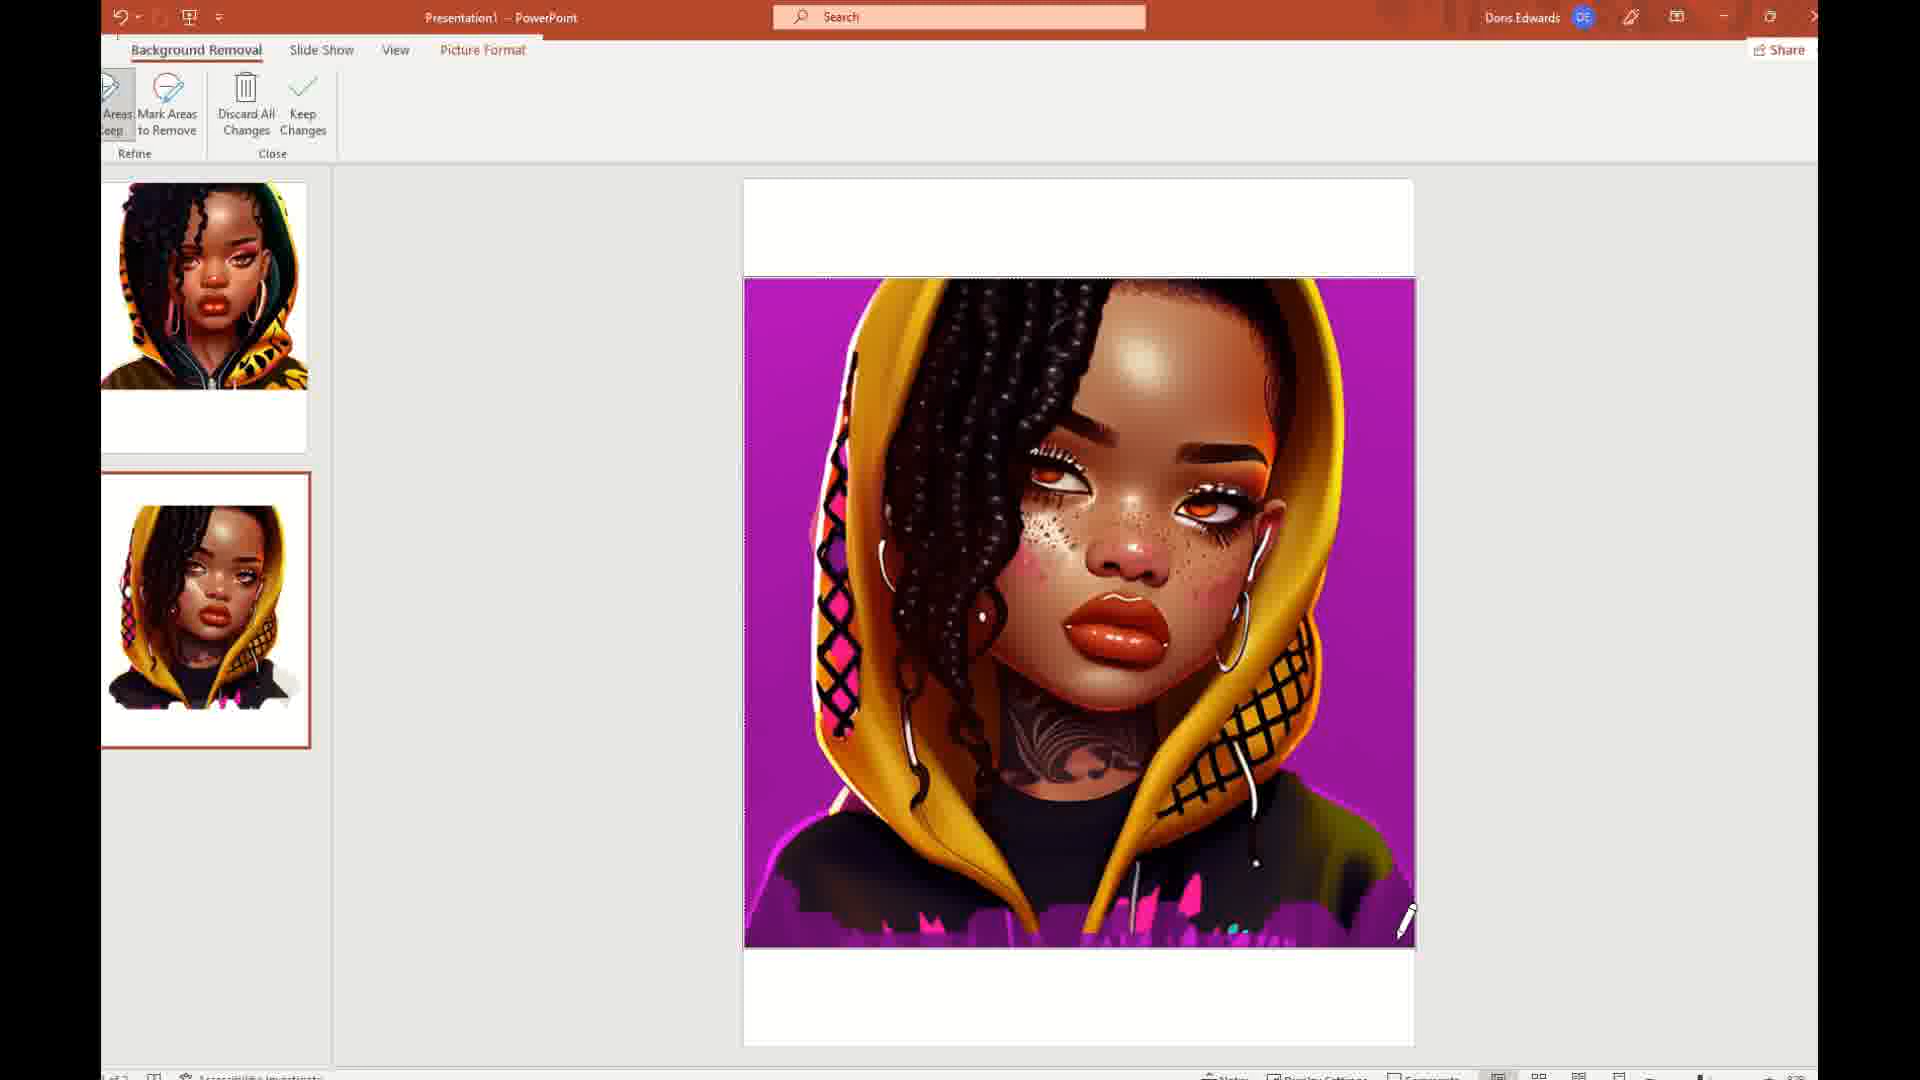 Presentation1 - PowerPoint
Search
Doris Edwards
DE
Background Removal
Slide Show
View
Picture Format
Share
Areas
Keep
Mark Areas
to Remove
Discard All
Changes
Keep
Changes
Refine
Close